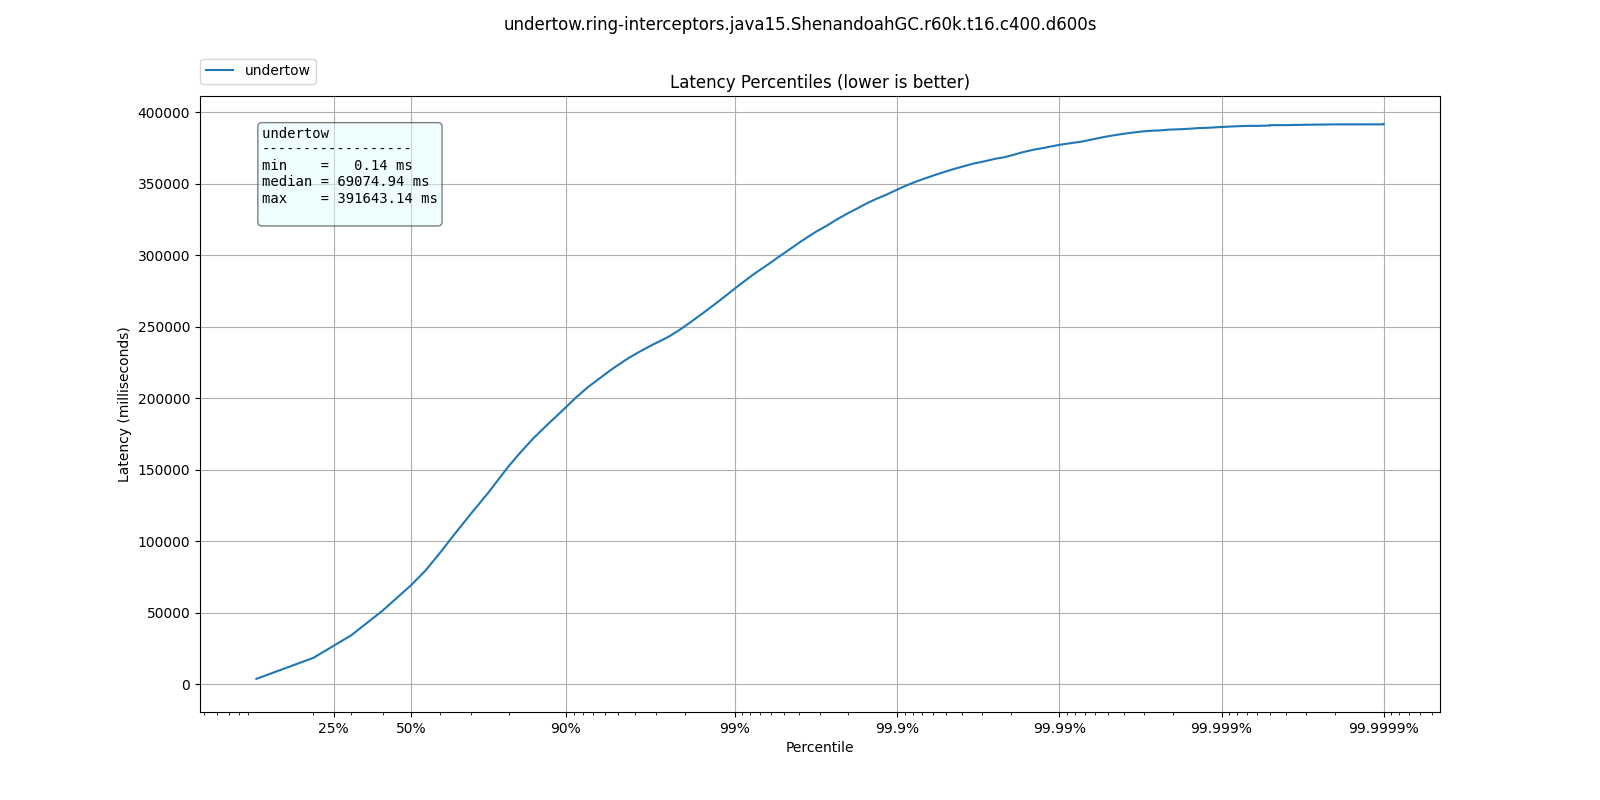 undertow.ring-interceptors.java15.ShenandoahGC.r60k.t16.c400.d600s
undertow
Latency Percentiles (lower is better)
400000
350000
300000
250000
200000
150000
100000
50000
0
Latency (milliseconds)
undertow
------------------
min    =   0.14 ms
median = 69074.94 ms
max    = 391643.14 ms
25% 50% 90% 99% 99.9% 99.99% 99.999% 99.9999%
Percentile